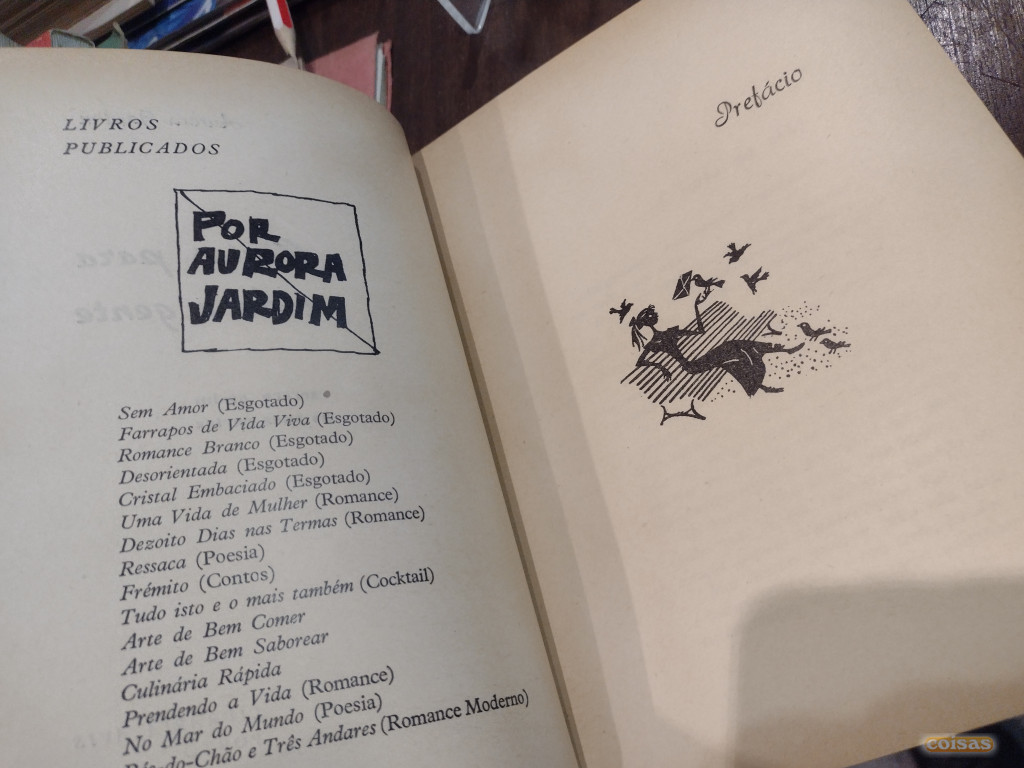 LIVROS
PUBLICADOS
POR
AURORA
JARDIM
Sem Amor (Esgotado)
Farrapos de Vida Viva (Esgotado)
Romance Branco (Esgotado)
Desorientada (Esgotado)
Cristal Embaciado (Esgotado)
Uma Vida de Mulher (Romance)
Dezoito Dias nas Termas (Romance)
Ressaca (Poesia)
Frémito (Contos)
Tudo isto e o mais também (Cocktail)
Arte de Bem Comer
Arte de Bem Saborear
Culinária Rápida
Prendendo a Vida (Romance)
No Mar do Mundo (Poesia)
e Três Andares (Romance Moderno)
Prefácio
para
gente
coisas